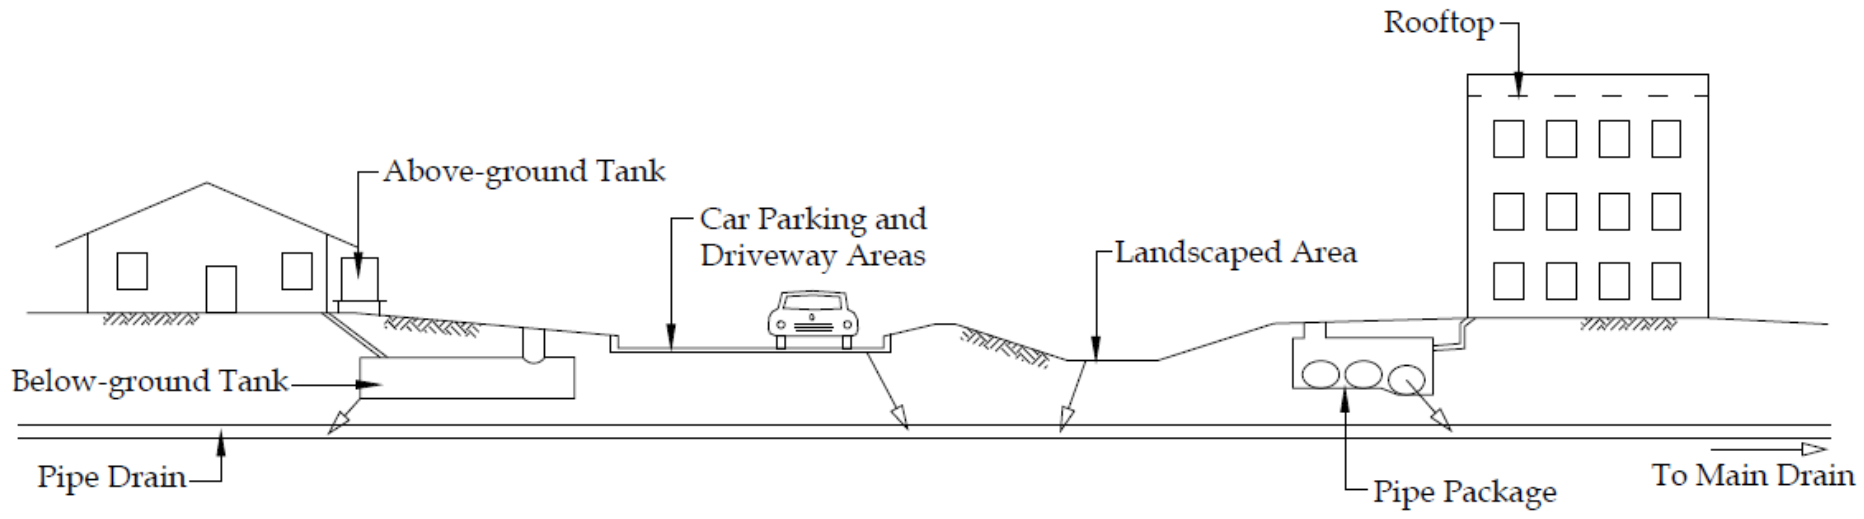 Rooftop
Above-ground Tank
Car Parking and
Driveway Areas
Landscaped Area
Below-ground Tank
Pipe Drain
To Main Drain
Pipe Package